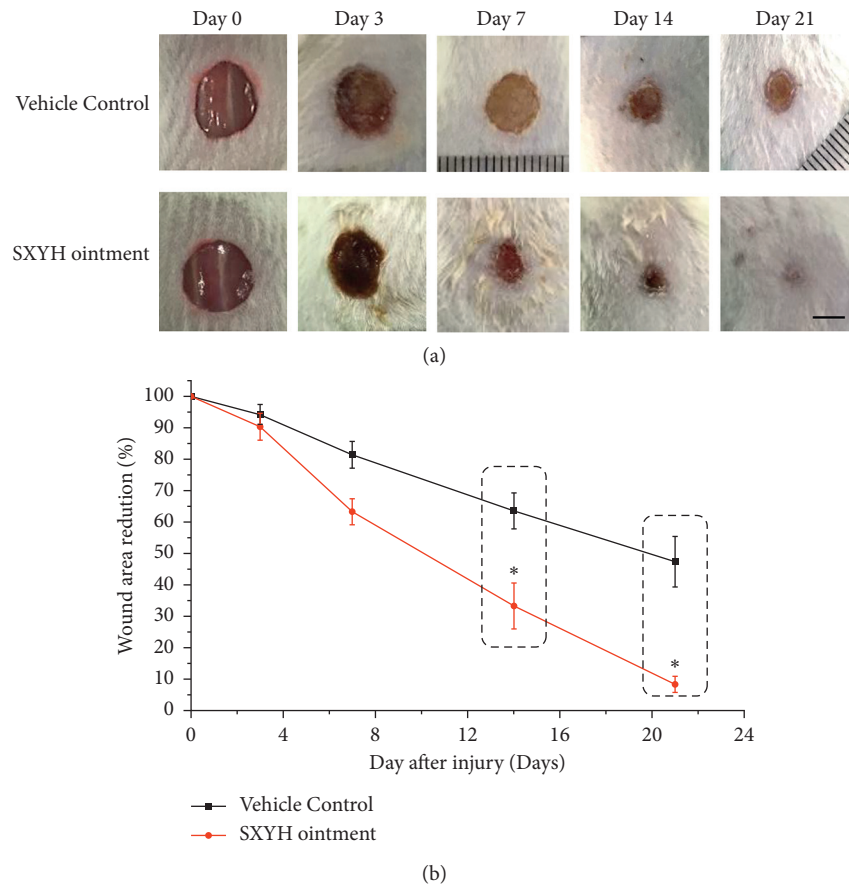 Day 0 Day 3 Day 7 Day 14 Day 21
Vehicle Control
SXYH ointment
(a)
100
90
80
70
60
50
40
30
20
10
0
Wound area redution (%)
*
*
0 4 8 12 16 20 24
Day after injury (Days)
Vehicle Control
SXYH ointment
(b)